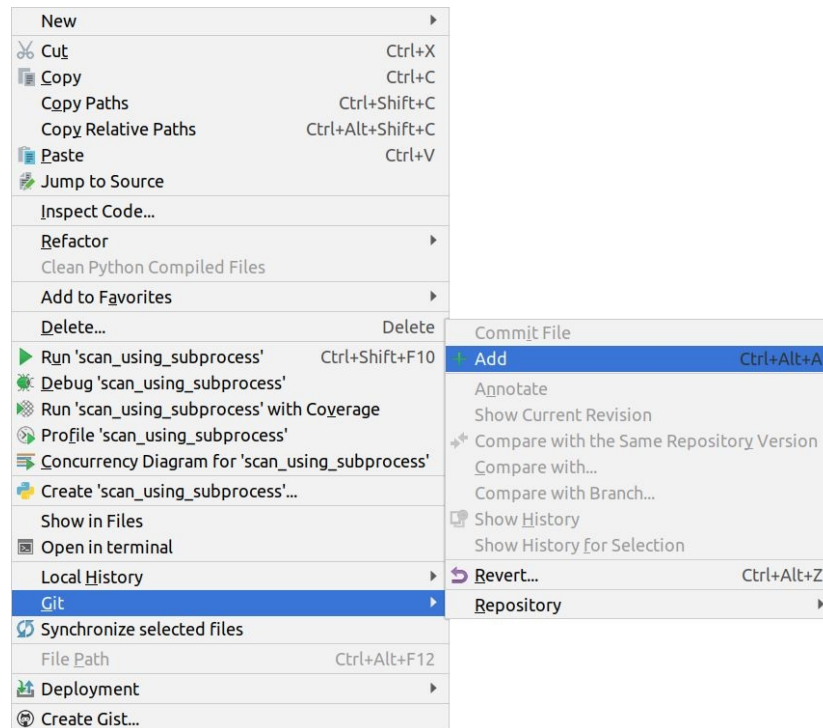 New
Cut Ctrl+X
Copy Ctrl+C
Copy Paths Ctrl+Shift+C
Copy Relative Paths Ctrl+Alt+Shift+C
Paste Ctrl+V
Jump to Source
Inspect Code...
Refactor
Clean Python Compiled Files
Add to Favorites
Delete... Delete
Run 'scan_using_subprocess' Ctrl+Shift+F10
Debug 'scan_using_subprocess'
Run 'scan_using_subprocess' with Coverage
Profile 'scan_using_subprocess'
Concurrency Diagram for 'scan_using_subprocess'
Create 'scan_using_subprocess'...
Show in Files
Open in terminal
Local History
Git
Synchronize selected files
File Path Ctrl+Alt+F12
Deployment
Create Gist...
Commit File
Add Ctrl+Alt+A
Annotate
Show Current Revision
Compare with the Same Repository Version
Compare with...
Compare with Branch...
Show History
Show History for Selection
Revert... Ctrl+Alt+Z
Repository